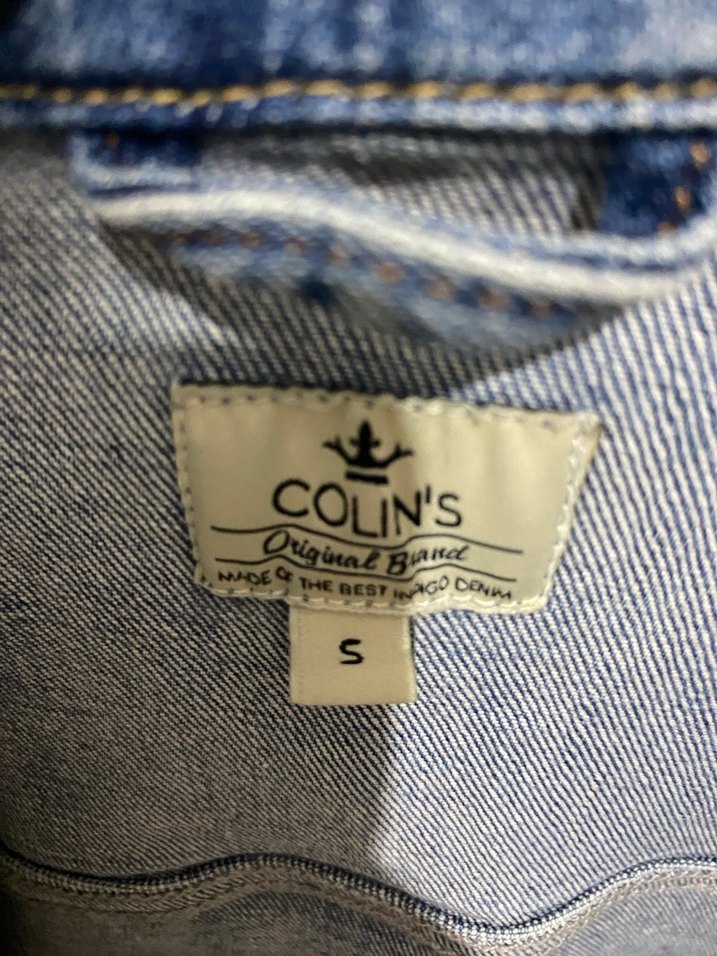 COLIN'S
Original Brand
MADE OF THE BEST INDIGO DENIM
S